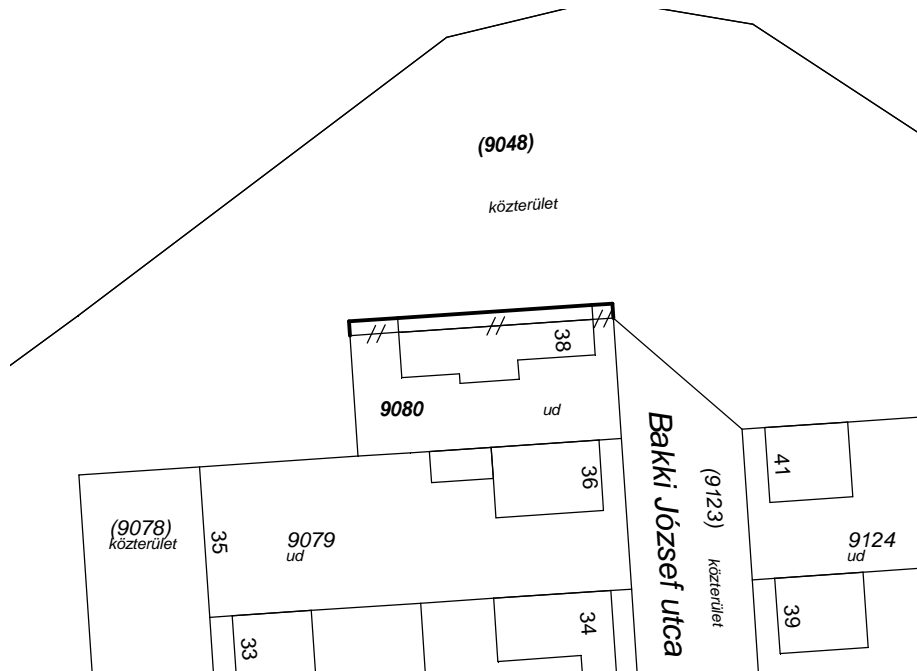 (9048)
közterület
38
9080
ud
Bakki József utca
(9123)
közterület
41
36
(9078)
közterület
35
9079
ud
9124
ud
33
34
39